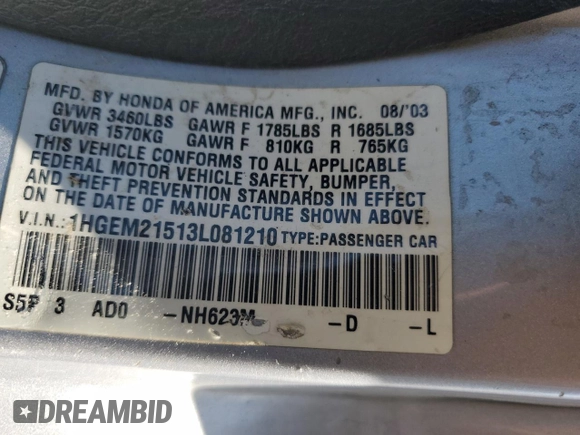 MFD. BY HONDA OF AMERICA MFG., INC. 08/'03
GVWR 3460LBS GAWR F 1785LBS R 1685LBS
GVWR 1570KG GAWR F 810KG R 765KG
THIS VEHICLE CONFORMS TO ALL APPLICABLE
FEDERAL MOTOR VEHICLE SAFETY, BUMPER,
AND THEFT PREVENTION STANDARDS IN EFFECT
ON THE DATE OF MANUFACTURE SHOWN ABOVE.
V.I.N.: 1HGEM21513L081210 TYPE:PASSENGER CAR
S5P 3 AD0 -NH623M -D -L
DREAMBID